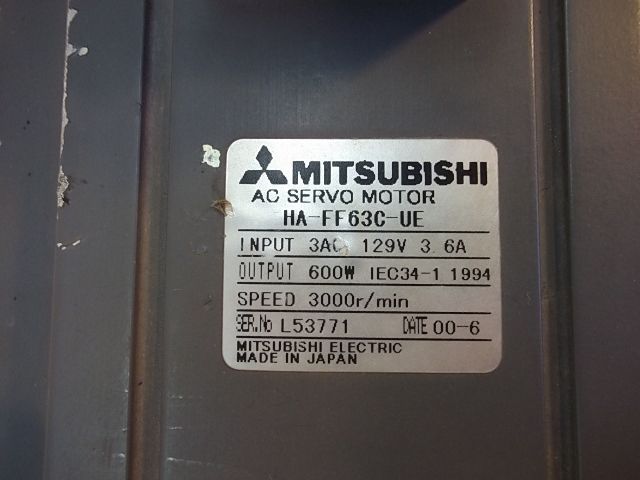 MITSUBISHI
AC SERVO MOTOR
HA-FF63C-UE
INPUT 3AC 129V 3.6A
OUTPUT 600W IEC34-1 1994
SPEED 3000r/min
SER.No L53771 DATE 00-6
MITSUBISHI ELECTRIC
MADE IN JAPAN